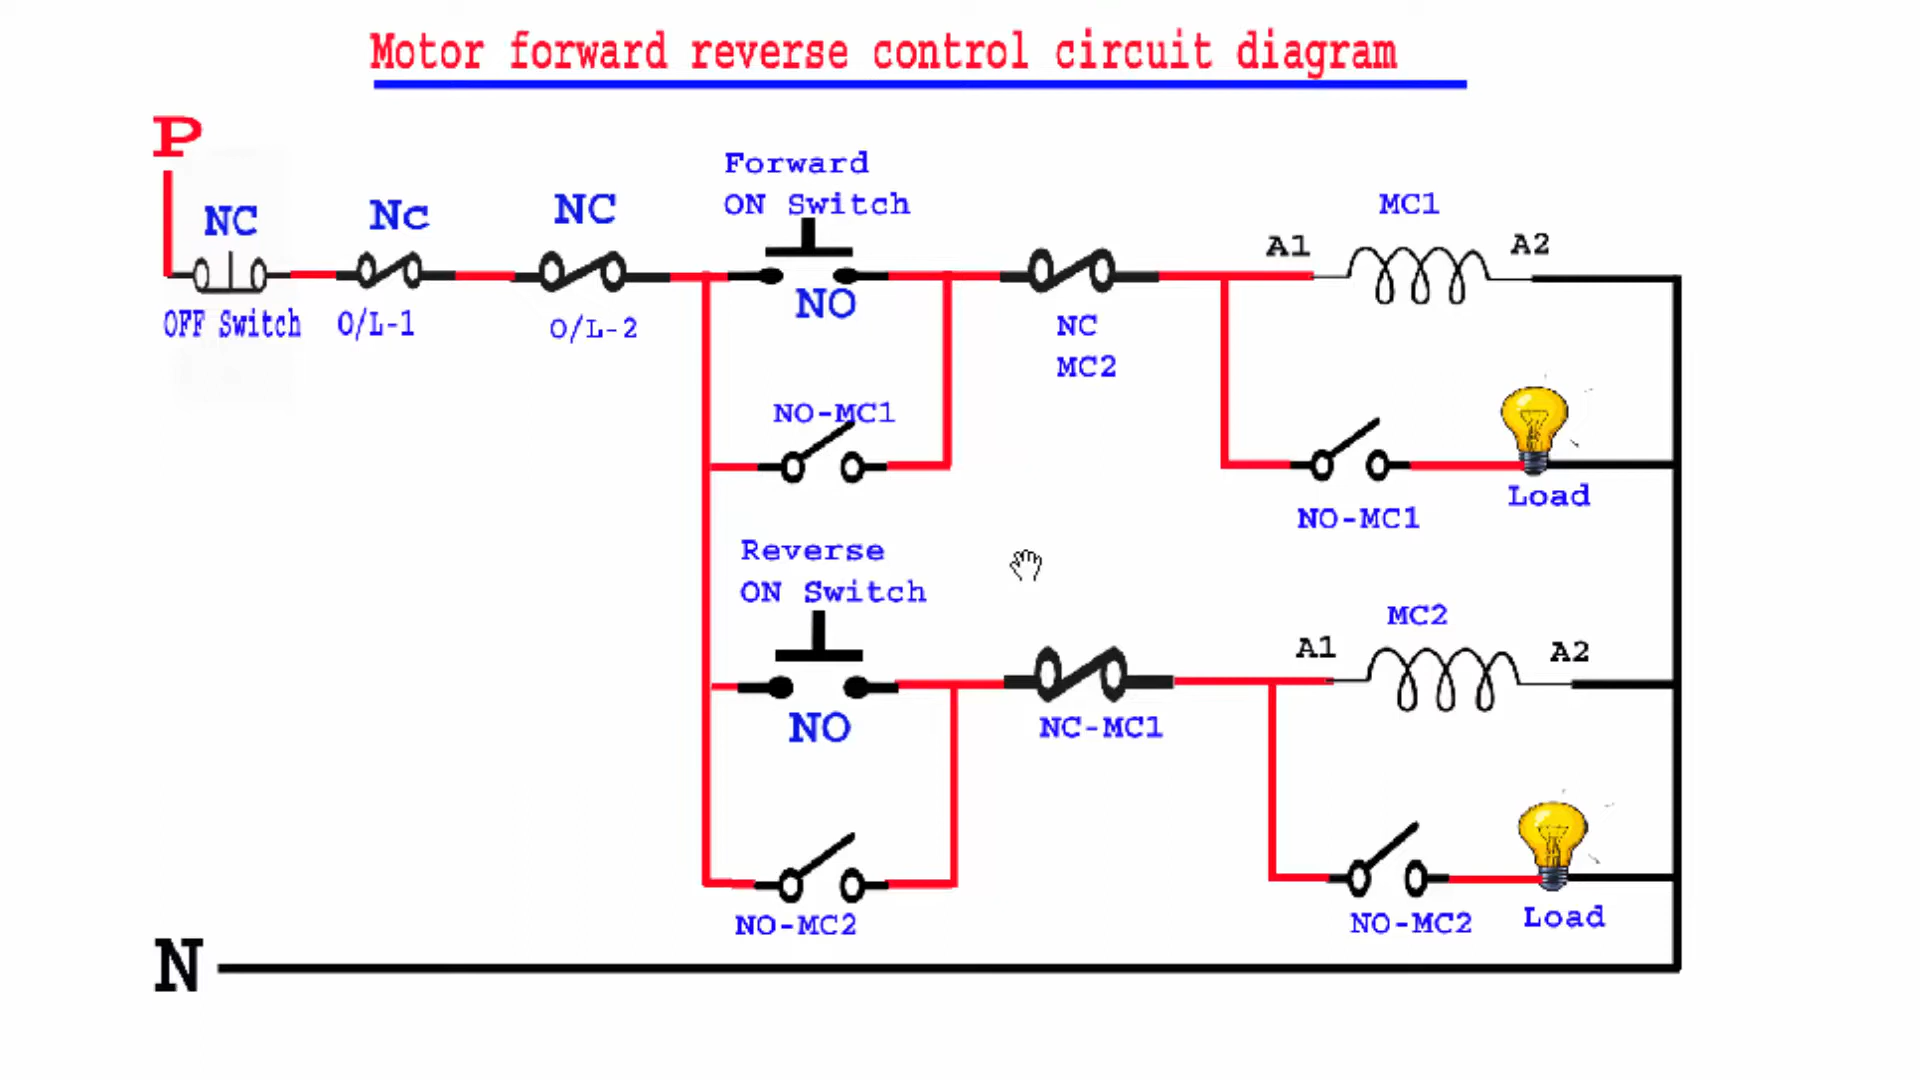 Motor forward reverse control circuit diagram
P
Forward
ON Switch
NC
Nc
NC
MC1
A1
A2
OFF Switch
O/L-1
O/L-2
NO
NC
MC2
NO-MC1
NO-MC1
Load
Reverse
ON Switch
MC2
A1
A2
NO
NC-MC1
NO-MC2
NO-MC2
Load
N